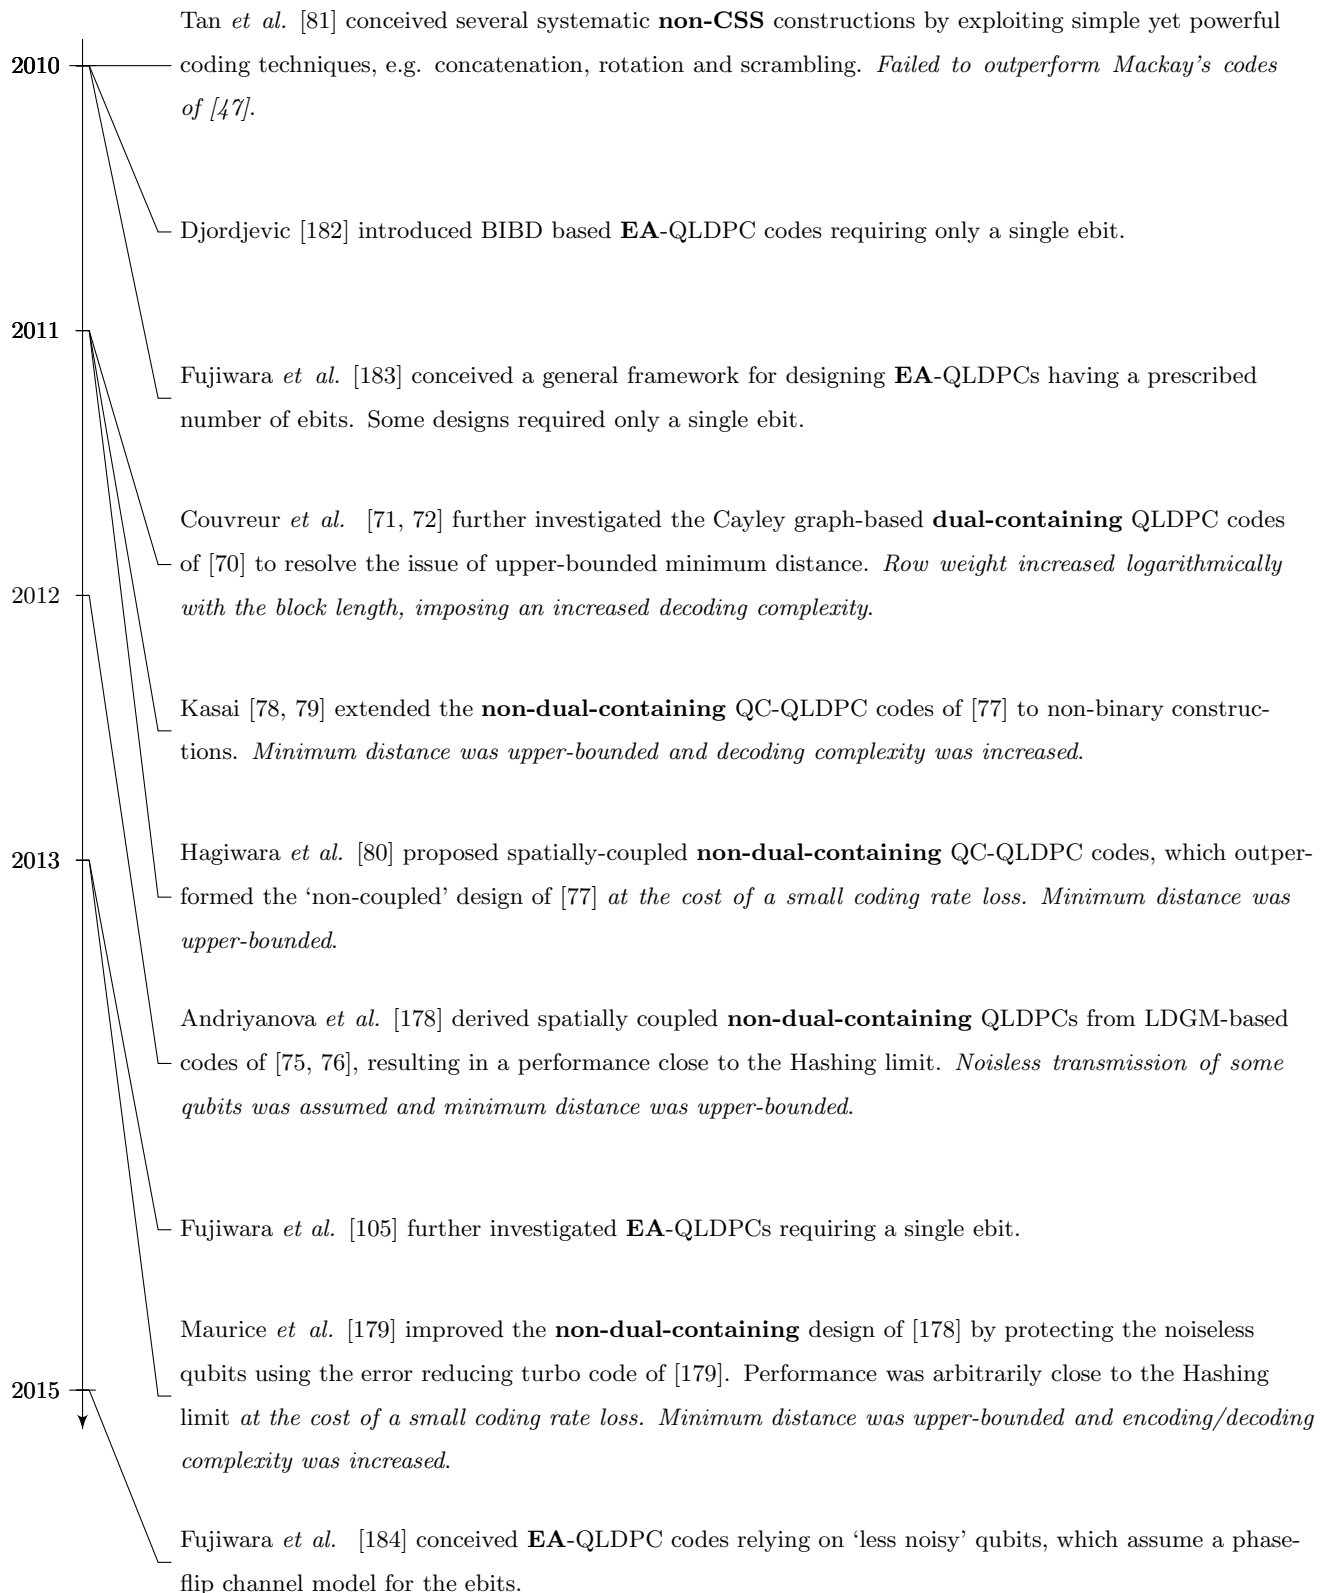 Tan et al. [81] conceived several systematic non-CSS constructions by exploiting simple yet powerful
2010
coding techniques, e.g. concatenation, rotation and scrambling. Failed to outperform Mackay's codes
of [47].
Djordjevic [182] introduced BIBD based EA-QLDPC codes requiring only a single ebit.
2011
Fujiwara et al. [183] conceived a general framework for designing EA-QLDPCs having a prescribed
number of ebits. Some designs required only a single ebit.
Couvreur et al. [71, 72] further investigated the Cayley graph-based dual-containing QLDPC codes
of [70] to resolve the issue of upper-bounded minimum distance. Row weight increased logarithmically
2012
with the block length, imposing an increased decoding complexity.
Kasai [78, 79] extended the non-dual-containing QC-QLDPC codes of [77] to non-binary construc-
tions. Minimum distance was upper-bounded and decoding complexity was increased.
2013
Hagiwara et al. [80] proposed spatially-coupled non-dual-containing QC-QLDPC codes, which outper-
formed the ‘non-coupled’ design of [77] at the cost of a small coding rate loss. Minimum distance was
upper-bounded.
Andriyanova et al. [178] derived spatially coupled non-dual-containing QLDPCs from LDGM-based
codes of [75, 76], resulting in a performance close to the Hashing limit. Noisless transmission of some
qubits was assumed and minimum distance was upper-bounded.
Fujiwara et al. [105] further investigated EA-QLDPCs requiring a single ebit.
Maurice et al. [179] improved the non-dual-containing design of [178] by protecting the noiseless
qubits using the error reducing turbo code of [179]. Performance was arbitrarily close to the Hashing
2015
limit at the cost of a small coding rate loss. Minimum distance was upper-bounded and encoding/decoding
complexity was increased.
Fujiwara et al. [184] conceived EA-QLDPC codes relying on ‘less noisy’ qubits, which assume a phase-
flip channel model for the ebits.